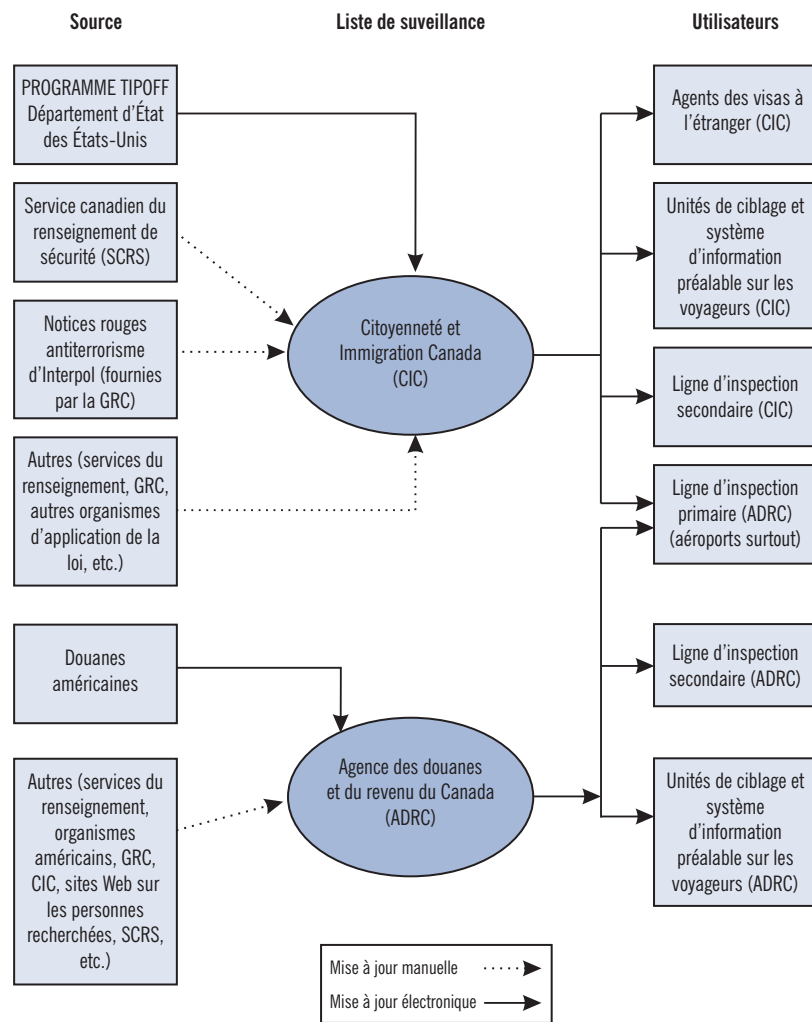 Source
Liste de suveillance
Utilisateurs
PROGRAMME TIPOFF
Département d'État
des États-Unis
Service canadien du
renseignement de
sécurité (SCRS)
Notices rouges
antiterrorisme
d'Interpol (fournies
par la GRC)
Autres (services du
renseignement, GRC,
autres organismes
d'application de la
loi, etc.)
Douanes
américaines
Autres (services du
renseignement,
organismes
américains, GRC,
CIC, sites Web sur
les personnes
recherchées, SCRS,
etc.)
Citoyenneté et
Immigration Canada
(CIC)
Agence des douanes
et du revenu du Canada
(ADRC)
Agents des visas à
l'étranger (CIC)
Unités de ciblage et
système
d'information
préalable sur les
voyageurs (CIC)
Ligne d'inspection
secondaire (CIC)
Ligne d'inspection
primaire (ADRC)
(aéroports surtout)
Ligne d'inspection
secondaire (ADRC)
Unités de ciblage et
système
d'information
préalable sur les
voyageurs (ADRC)
Mise à jour manuelle
Mise à jour électronique